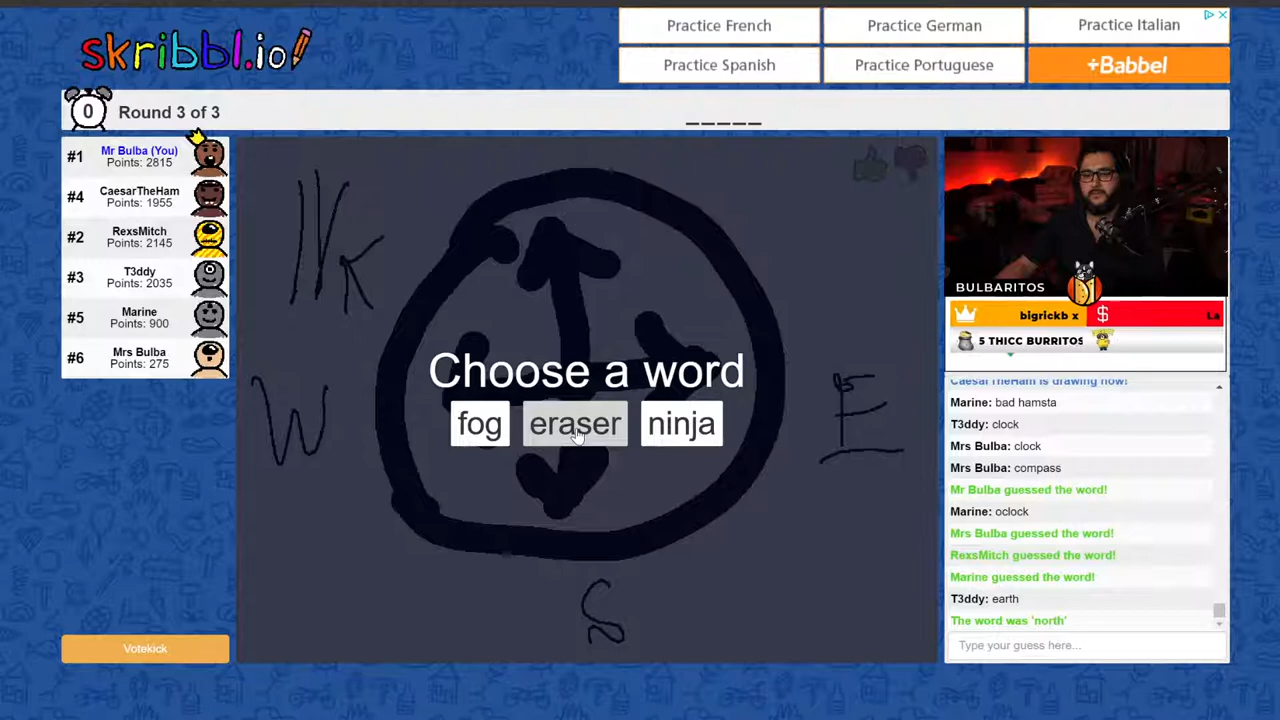 skribbl.io
Practice French
Practice German
Practice Italian
Practice Spanish
Practice Portuguese
+Babbel
0
Round 3 of 3
_ _ _ _ _
#1
Mr Bulba (You)
Points: 2815
#4
CaesarTheHam
Points: 1955
#2
RexsMitch
Points: 2145
#3
T3ddy
Points: 2035
#5
Marine
Points: 900
#6
Mrs Bulba
Points: 275
Votekick
N
W
E
S
Choose a word
fog
eraser
ninja
BULBARITOS
bigrickb x
$
La
5 THICC BURRITOS
CaesarTheHam is drawing now!
Marine: bad hamsta
T3ddy: clock
Mrs Bulba: clock
Mrs Bulba: compass
Mr Bulba guessed the word!
Marine: oclock
Mrs Bulba guessed the word!
RexsMitch guessed the word!
Marine guessed the word!
T3ddy: earth
The word was 'north'
Type your guess here...